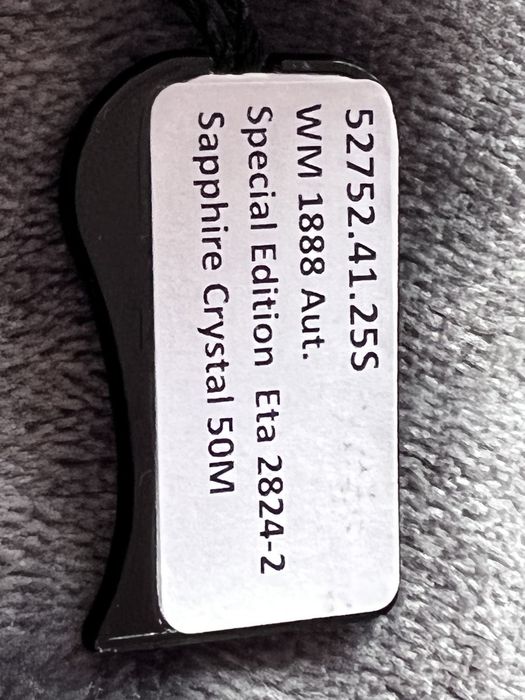 52752.41.25S
WM 1888 Aut.
Special Edition Eta 2824-2
Sapphire Crystal 50M